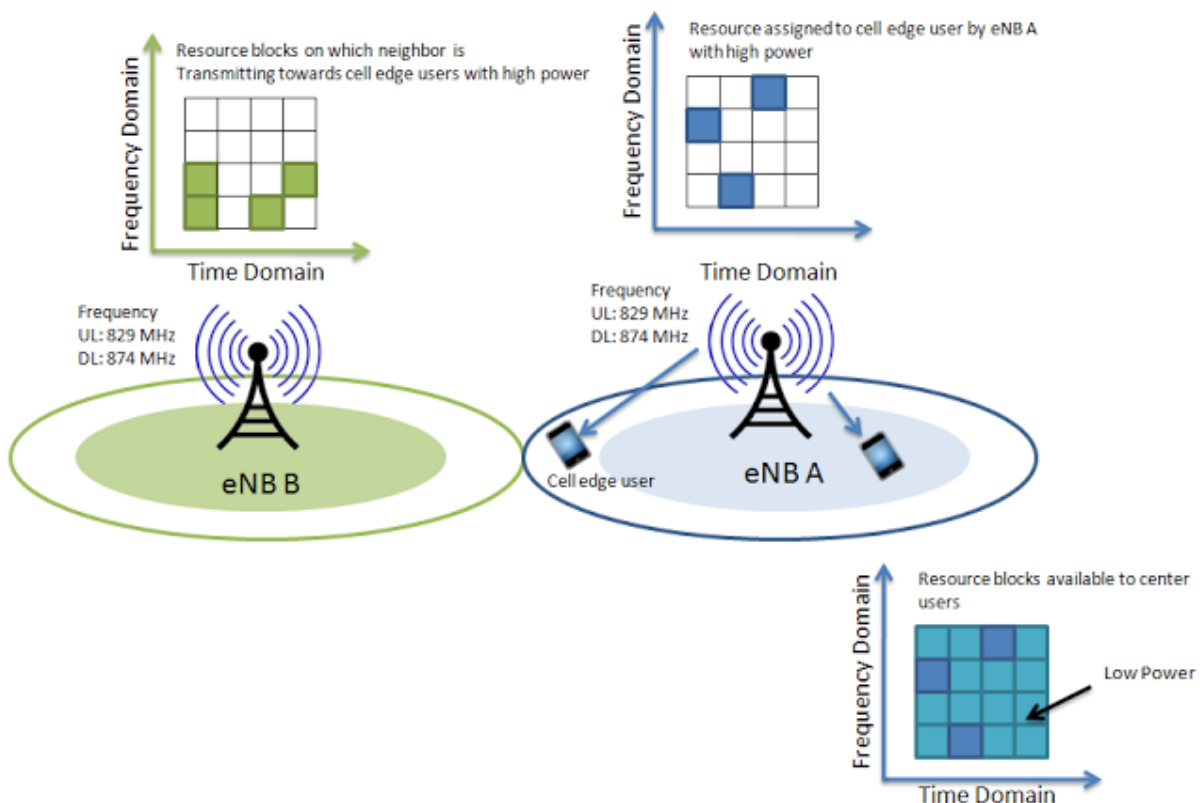 Resource blocks on which neighbor is
Transmitting towards cell edge users with high power
Frequency Domain
Time Domain
Resource assigned to cell edge user by eNB A
with high power
Frequency Domain
Time Domain
Frequency
UL: 829 MHz
DL: 874 MHz
Frequency
UL: 829 MHz
DL: 874 MHz
eNB B
Cell edge user
eNB A
Resource blocks available to center
users
Frequency Domain
Low Power
Time Domain